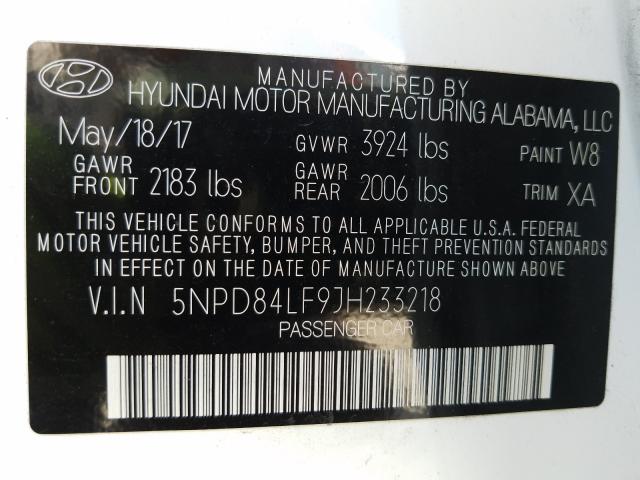 MANUFACTURED BY
HYUNDAI MOTOR MANUFACTURING ALABAMA, LLC
May/18/17 GVWR 3924 lbs PAINT W8
GAWR FRONT 2183 lbs GAWR REAR 2006 lbs TRIM XA
THIS VEHICLE CONFORMS TO ALL APPLICABLE U.S.A. FEDERAL
MOTOR VEHICLE SAFETY, BUMPER, AND THEFT PREVENTION STANDARDS
IN EFFECT ON THE DATE OF MANUFACTURE SHOWN ABOVE
V.I.N 5NPD84LF9JH233218
PASSENGER CAR